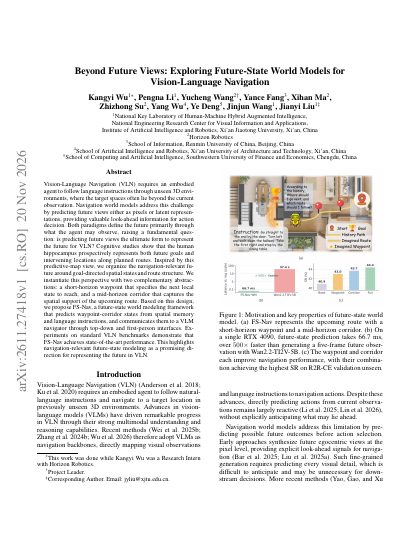 Beyond Future Views: Exploring Future-State World Models for
Vision-Language Navigation
Kangyi Wu1*, Pengna Li1, Yucheng Wang2†, Yance Fang3, Xihan Ma2,
Zhizhong Su2, Yang Wu4, Ye Deng5, Jinjun Wang1, Jianyi Liu1‡
1National Key Laboratory of Human-Machine Hybrid Augmented Intelligence,
National Engineering Research Center for Visual Information and Applications,
Institute of Artificial Intelligence and Robotics, Xi'an Jiaotong University, Xi'an, China
2Horizon Robotics
3School of Information, Renmin University of China, Beijing, China
4School of Artificial Intelligence and Robotics, Xi'an University of Architecture and Technology, Xi'an, China
5School of Computing and Artificial Intelligence, Southwestern University of Finance and Economics, Chengdu, China
arXiv:2611.27418v1 [cs.RO] 20 Nov 2026
Abstract
Vision-Language Navigation (VLN) requires an embodied
agent to follow language instructions through unseen 3D envi-
ronments, where the target spaces often lie beyond the current
observation. Navigation world models address this challenge
by predicting future views either as pixels or latent represen-
tations, providing valuable look-ahead information for action
decision. Both paradigms define the future primarily through
what the agent may observe, raising a fundamental ques-
tion: is predicting future views the ultimate form to represent
the future for VLN? Cognitive studies show that the human
hippocampus prospectively represents both future goals and
intervening locations along planned routes. Inspired by this
predictive-map view, we organize the navigation-relevant fu-
ture around goal-directed spatial states and route structure. We
instantiate this perspective with two complementary abstrac-
tions: a short-horizon waypoint that specifies the next local
state to reach, and a mid-horizon corridor that captures the
spatial support of the upcoming route. Based on this design,
we propose FS-Nav, a future-state world modeling framework
that predicts waypoint-corridor states from spatial memory
and language instructions, and communicates them to a VLM
navigator through top-down and first-person interfaces. Ex-
periments on standard VLN benchmarks demonstrate that
FS-Nav achieves state-of-the-art performance. This highlights
navigation-relevant future-state modeling as a promising di-
rection for representing the future in VLN.
Introduction
Vision-Language Navigation (VLN) (Anderson et al. 2018;
Ku et al. 2020) requires an embodied agent to follow natural-
language instructions and navigate to a target location in
previously unseen 3D environments. Advances in vision-
language models (VLMs) have driven remarkable progress
in VLN through their strong multimodal understanding and
reasoning capabilities. Recent methods (Wei et al. 2025b;
Zhang et al. 2024b; Wu et al. 2026) therefore adopt VLMs as
navigation backbones, directly mapping visual observations
*This work was done while Kangyi Wu was a Research Intern
with Horizon Robotics.
†Project Leader.
‡Corresponding Author. Email: jyliu@xjtu.edu.cn.
Short
Goal
History Path
Imagined Route
Imagined Waypoint
66.7 ms
Figure 1: Motivation and key properties of future-state world
model. (a) FS-Nav represents the upcoming route with a
short-horizon waypoint and a mid-horizon corridor. (b) On
a single RTX 4090, future-state prediction takes 66.7 ms,
over 500× faster than generating a five-frame future obser-
vation with Wan2.2-TI2V-5B. (c) The waypoint and corridor
each improve navigation performance, with their combina-
tion achieving the highest SR on R2R-CE validation unseen.
and language instructions to navigation actions. Despite these
advances, directly predicting actions from current observa-
tions remains largely reactive (Li et al. 2025; Lin et al. 2026),
without explicitly anticipating what may lie ahead.
Navigation world models address this limitation by pre-
dicting possible future outcomes before action selection.
Early approaches synthesize future egocentric views at the
pixel level, providing explicit look-ahead signals for naviga-
tion (Bar et al. 2025; Liu et al. 2025a). Such fine-grained
generation requires predicting every visual detail, which is
difficult to anticipate and may be unnecessary for down-
stream decisions. More recent methods (Yao, Gao, and Xu